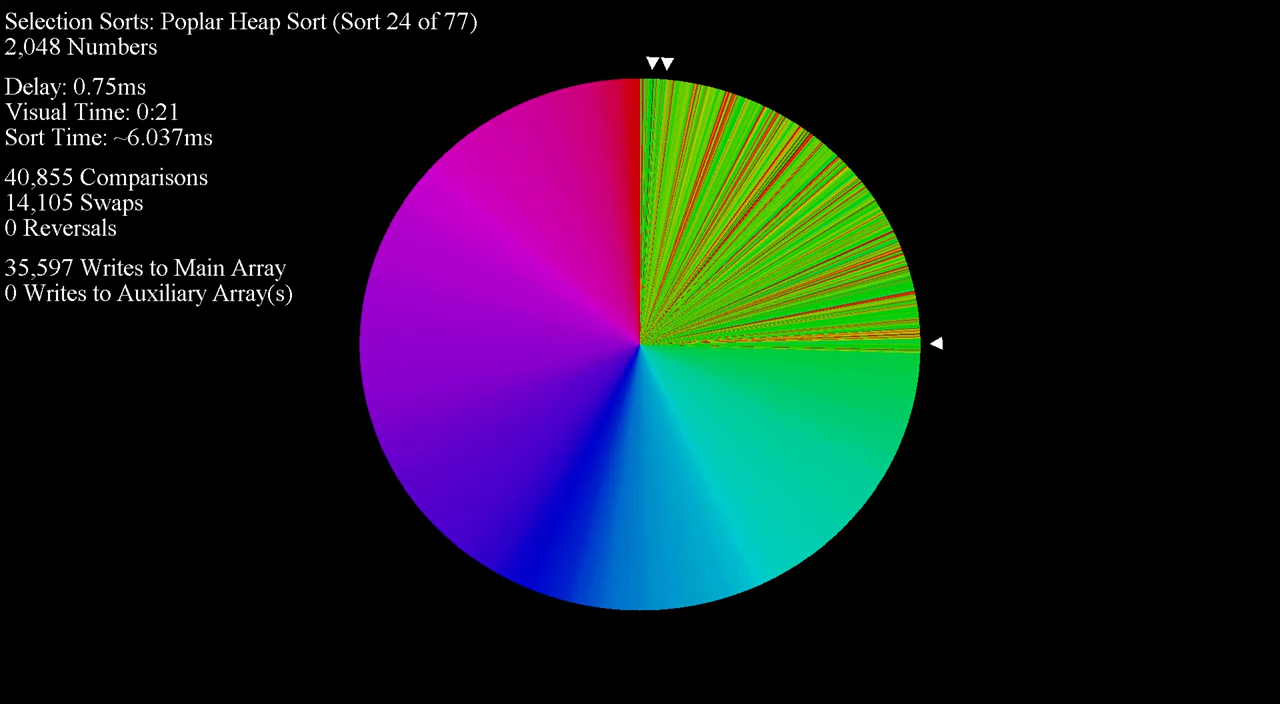 Selection Sorts: Poplar Heap Sort (Sort 24 of 77)
2,048 Numbers
Delay: 0.75ms
Visual Time: 0:21
Sort Time: ~6.037ms
40,855 Comparisons
14,105 Swaps
0 Reversals
35,597 Writes to Main Array
0 Writes to Auxiliary Array(s)